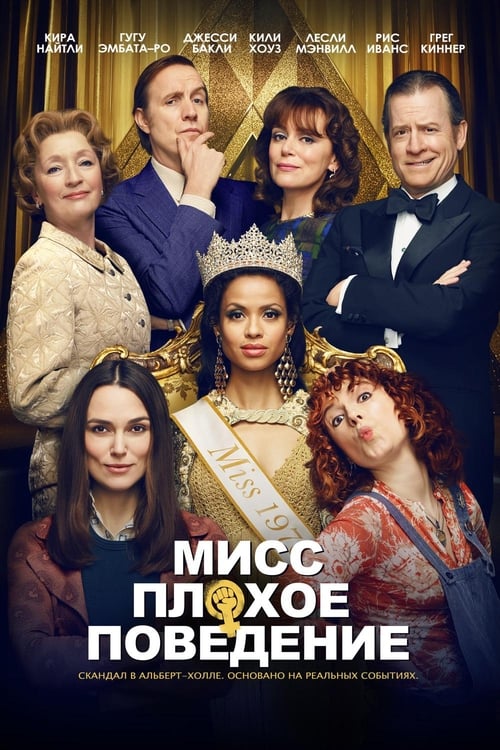 КИРА ГУГУ ДЖЕССИ КИЛИ ЛЕСЛИ РИС ГРЕГ
НАЙТЛИ ЭМБАТА-РО БАКЛИ ХОУЗ МЭНВИЛЛ ИВАНС КИННЕР
Miss 197
МИСС
ПЛОХОЕ
ПОВЕДЕНИЕ
СКАНДАЛ В АЛЬБЕРТ-ХОЛЛЕ. ОСНОВАНО НА РЕАЛЬНЫХ СОБЫТИЯХ.